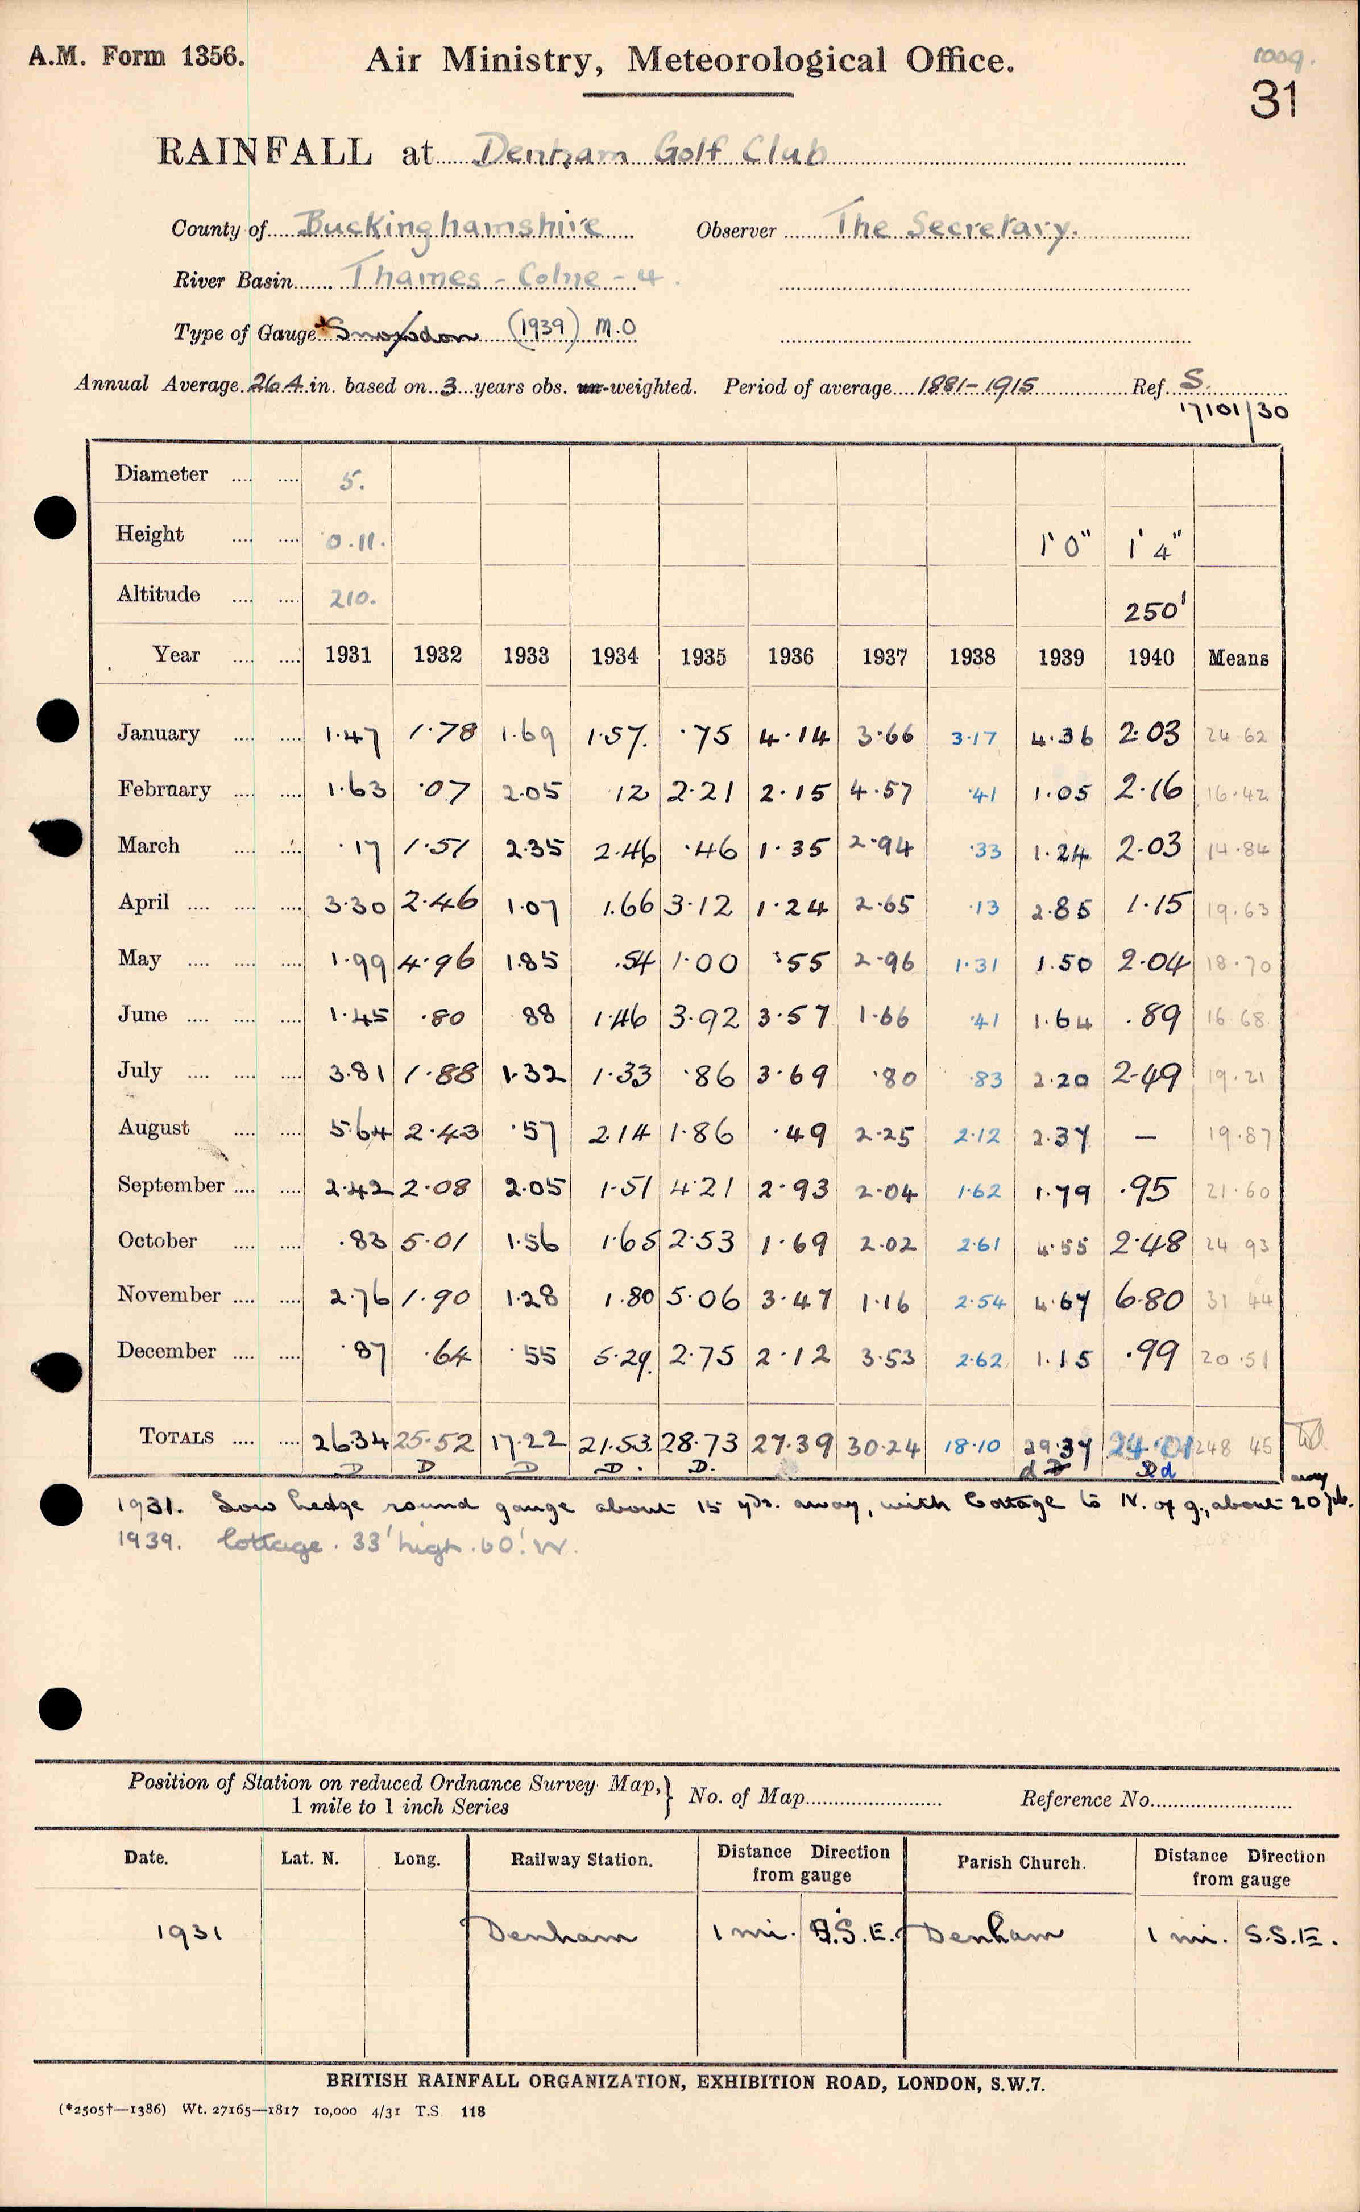 A.M. Form 1356. Air Ministry, Meteorological Office. 1009.
31
RAINFALL at Denham Golf Club
County of Buckinghamshire Observer The Secretary.
River Basin Thames - Colne - 4.
Type of Gauge Snowdon (1939) M.O
Annual Average 26.4 in. based on 3 years obs. un-weighted. Period of average 1881-1915 Ref. S.
17101/30
Diameter 5.
Height 0.11. 1' 0" 1' 4"
Altitude 210. 250'
Year 1931 1932 1933 1934 1935 1936 1937 1938 1939 1940 Means
January 1.47 1.78 1.69 1.57 .75 4.14 3.66 3.17 4.36 2.03 24 62
February 1.63 .07 2.05 12 2.21 2.15 4.57 .41 1.05 2.16 16.42
March .17 1.51 2.35 2.46 .46 1.35 2.94 .33 1.24 2.03 14.84
April 3.30 2.46 1.07 1.66 3.12 1.24 2.65 .13 2.85 1.15 19.63
May 1.99 4.96 1.85 .54 1.00 .55 2.96 1.31 1.50 2.04 18.70
June 1.45 .80 88 1.46 3.92 3.57 1.66 .41 1.64 .89 16 68
July 3.81 1.88 1.32 1.33 .86 3.69 .80 .83 2.20 2.49 19.21
August 5.64 2.43 .57 2.14 1.86 .49 2.25 2.12 2.37 — 19.87
September 2.42 2.08 2.05 1.51 4.21 2.93 2.04 1.62 1.79 .95 21.60
October .83 5.01 1.56 1.65 2.53 1.69 2.02 2.61 4.55 2.48 24 93
November 2.76 1.90 1.28 1.80 5.06 3.47 1.16 2.54 4.67 6.80 31 44
December .87 .64 .55 5.29 2.75 2.12 3.53 2.62 1.15 .99 20.51
TOTALS 26.34 25.52 17.22 21.53 28.73 27.39 30.24 18.10 29.37 24.01 248 45
D D D D. D. d D D d
1931. Low hedge round gauge about 15 yds. away, with Cottage to N. of g., about 20 yds. away
1939. Cottage. 33' high. 60' W.
Position of Station on reduced Ordnance Survey Map, 1 mile to 1 inch Series } No. of Map Reference No.
Date. Lat. N. Long. Railway Station. Distance Direction from gauge Parish Church. Distance Direction from gauge
1931 Denham 1 mi. S.S.E. Denham 1 mi. S.S.E.
BRITISH RAINFALL ORGANIZATION, EXHIBITION ROAD, LONDON, S.W.7.
(*2505†—1386) Wt. 27165—1817 10,000 4/31 T.S. 118